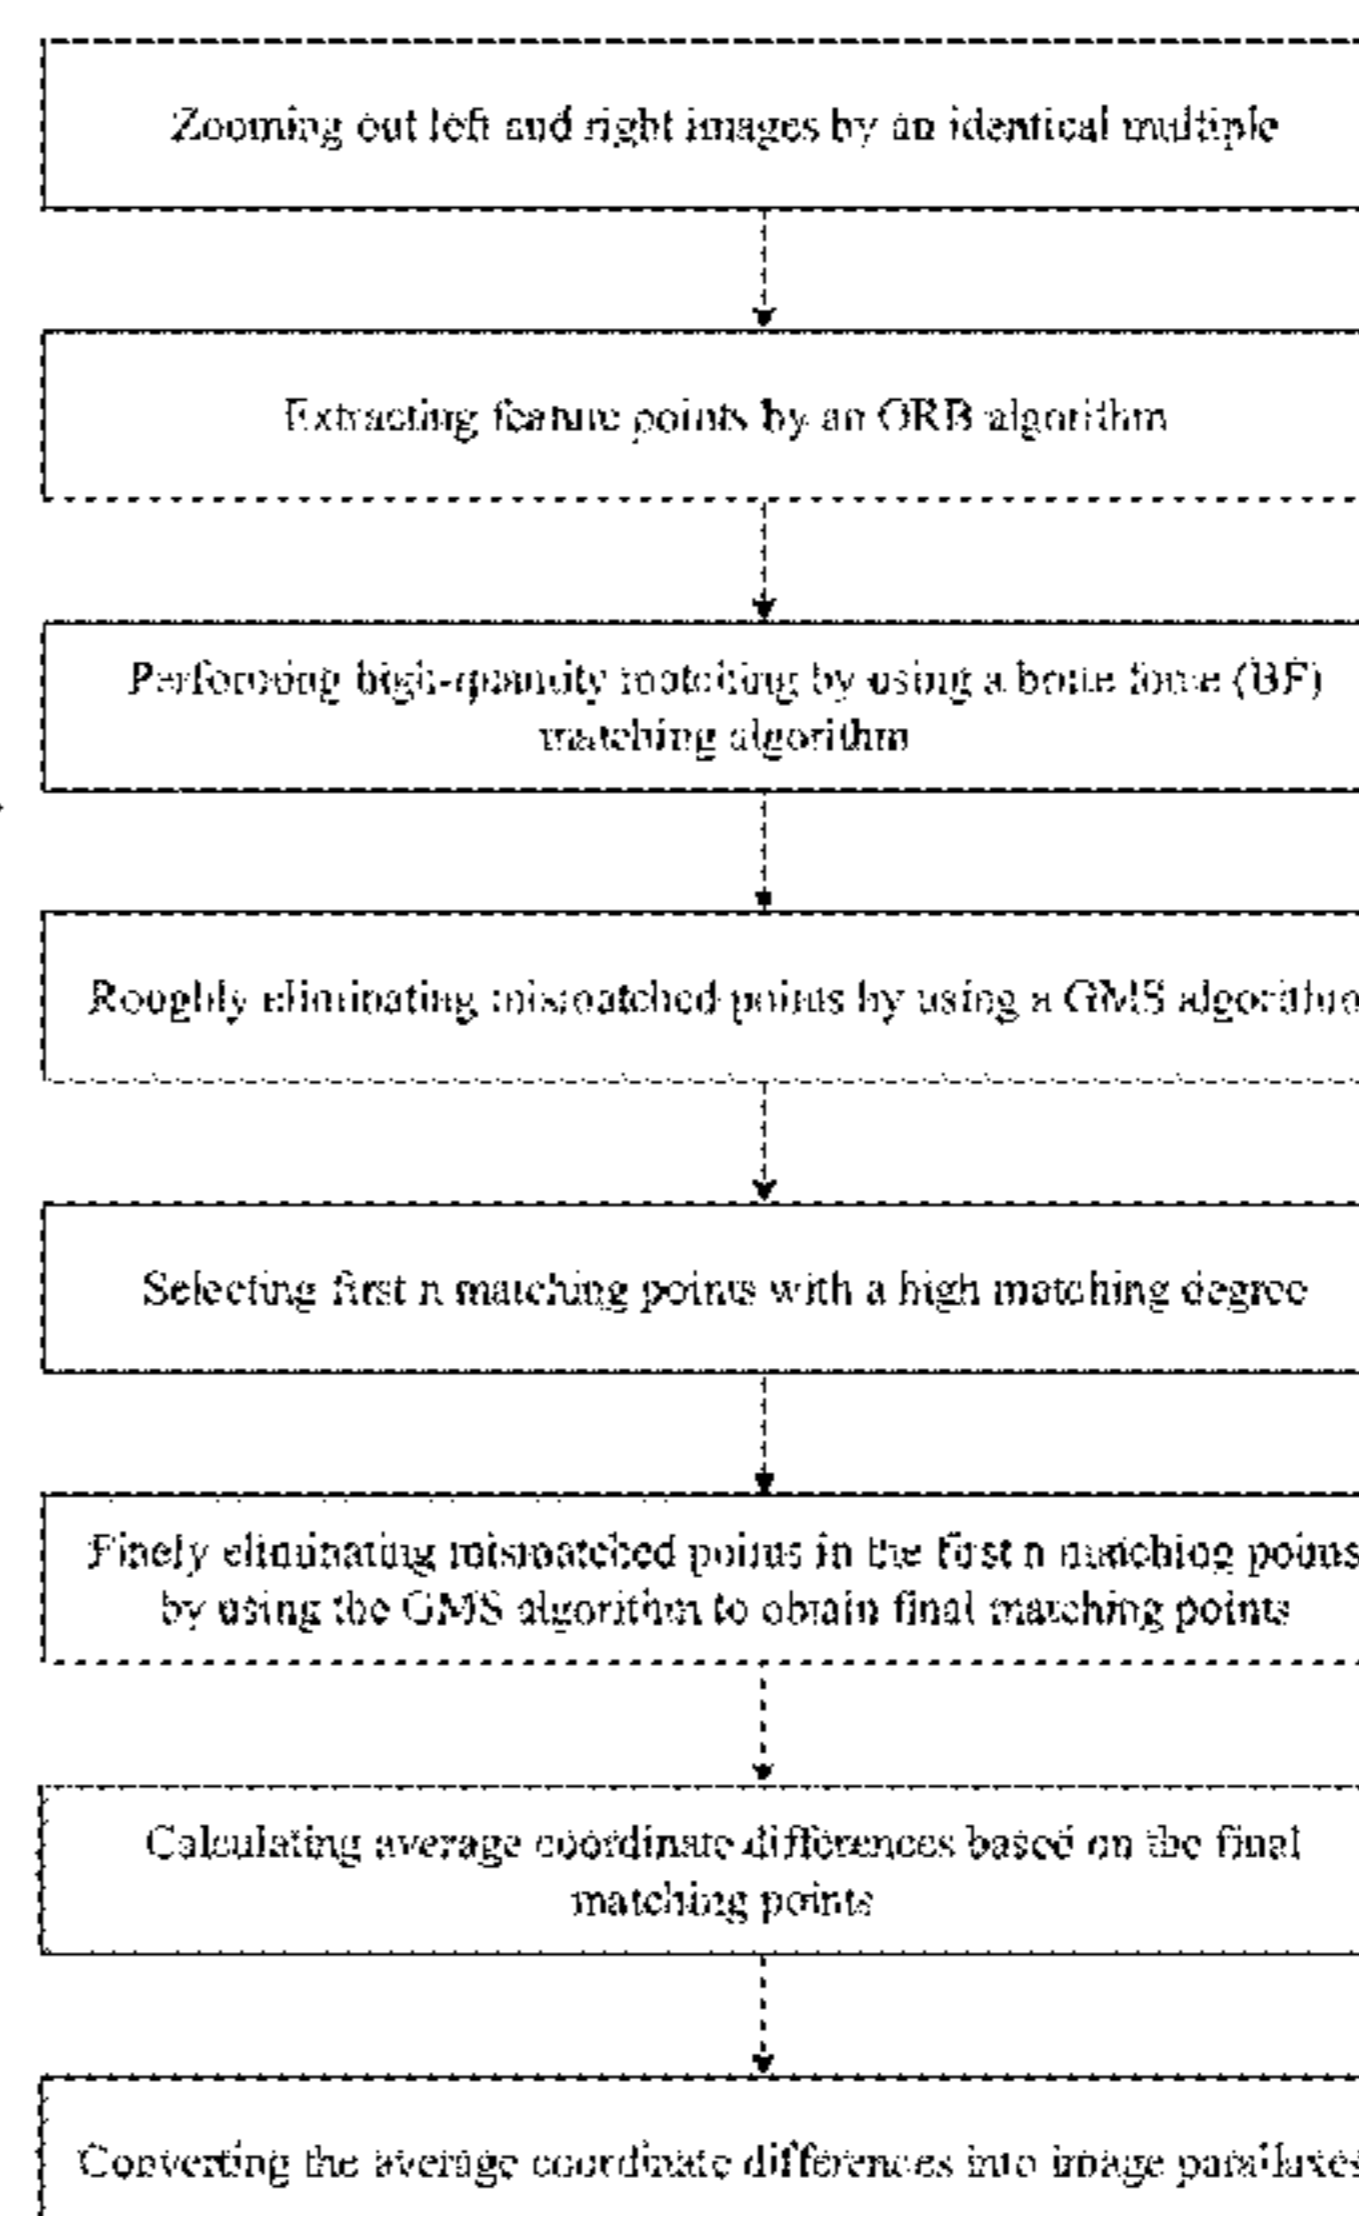 Zooming out left and right images by an identical multiple
Extracting feature points by an ORB algorithm
Performing high-quantity matching by using a brute force (BF)
matching algorithm
Roughly eliminating mismatched points by using a GMS algorithm
Selecting first n matching points with a high matching degree
Finely eliminating mismatched points in the first n matching points
by using the GMS algorithm to obtain final matching points
Calculating average coordinate differences based on the final
matching points
Converting the average coordinate differences into image parallaxes